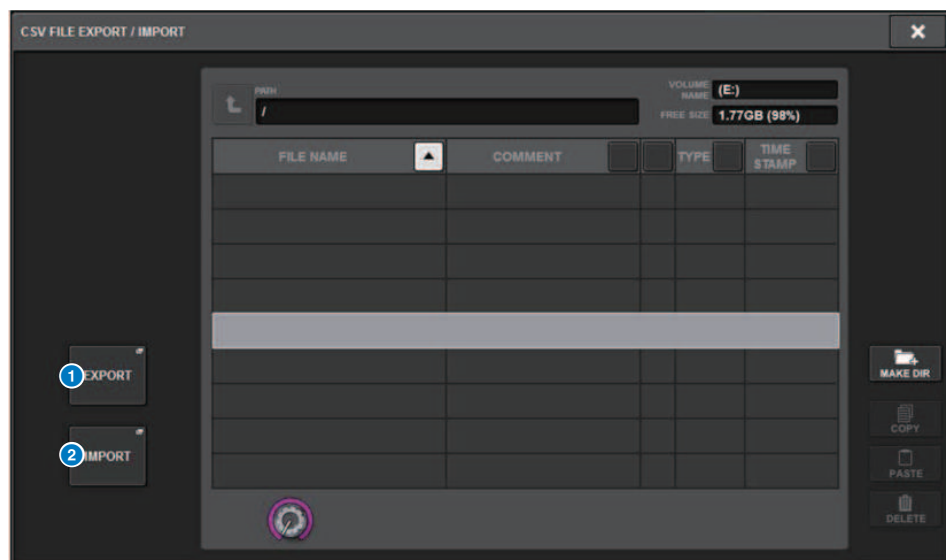 CSV FILE EXPORT / IMPORT
PATH
/
VOLUME NAME
(E:)
FREE SIZE
1.77GB (98%)
FILE NAME
COMMENT
TYPE
TIME STAMP
1
EXPORT
2
IMPORT
MAKE DIR
COPY
PASTE
DELETE